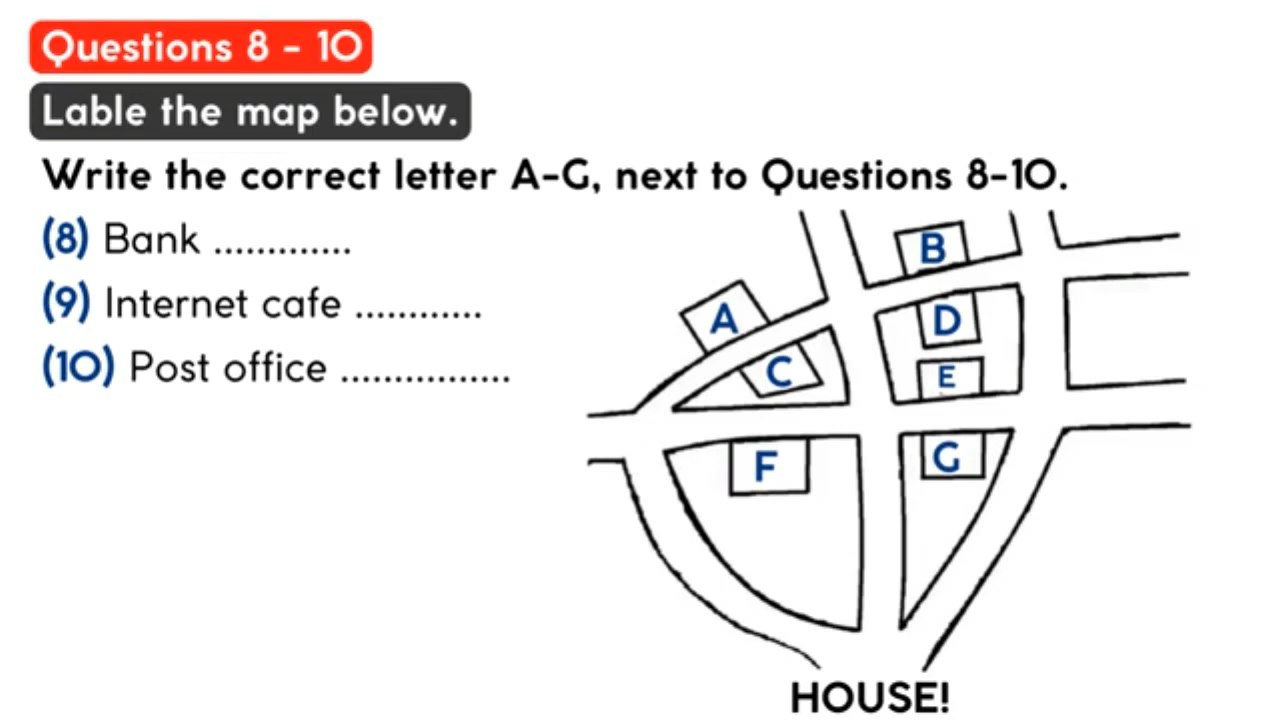 Questions 8 - 10
Lable the map below.
Write the correct letter A-G, next to Questions 8-10.
(8) Bank .............
(9) Internet cafe ............
(10) Post office ................
B
A
D
C
E
F
G
HOUSE!